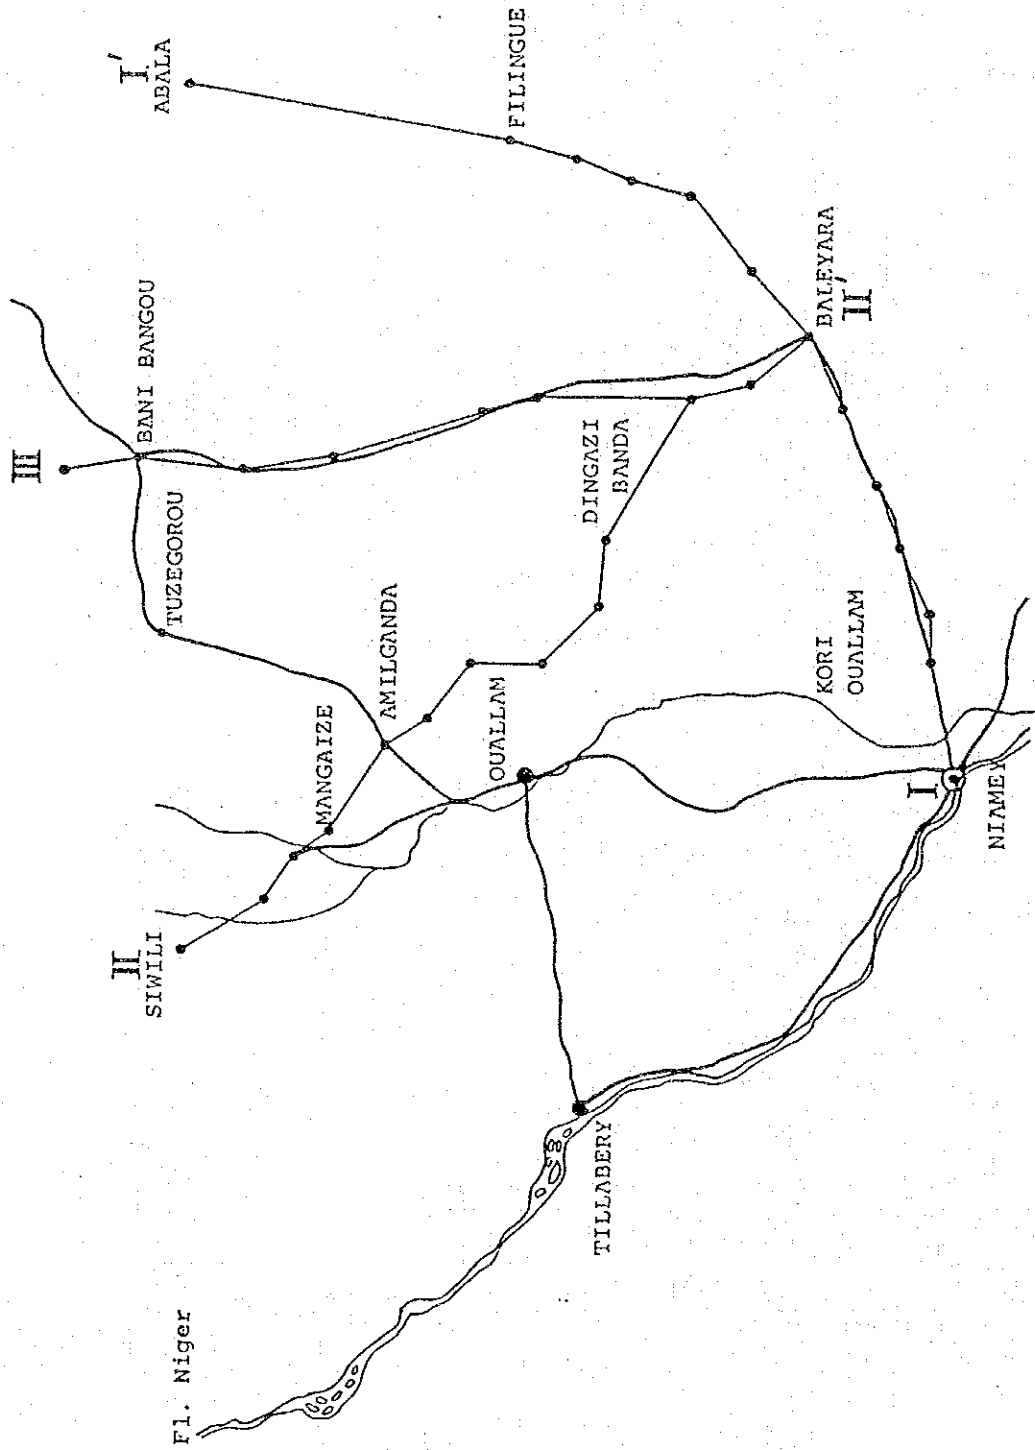 I'
ABALA
FILINGUE
III
BANI BANGOU
TUZEGOROU
BALEYARA
II'
DINGAZI
BANDA
AMILGANDA
MANGAIZE
OUALLAM
KORI
OUALLAM
II
SIWILI
I
NIAMEY
TILLABERY
Fl. Niger